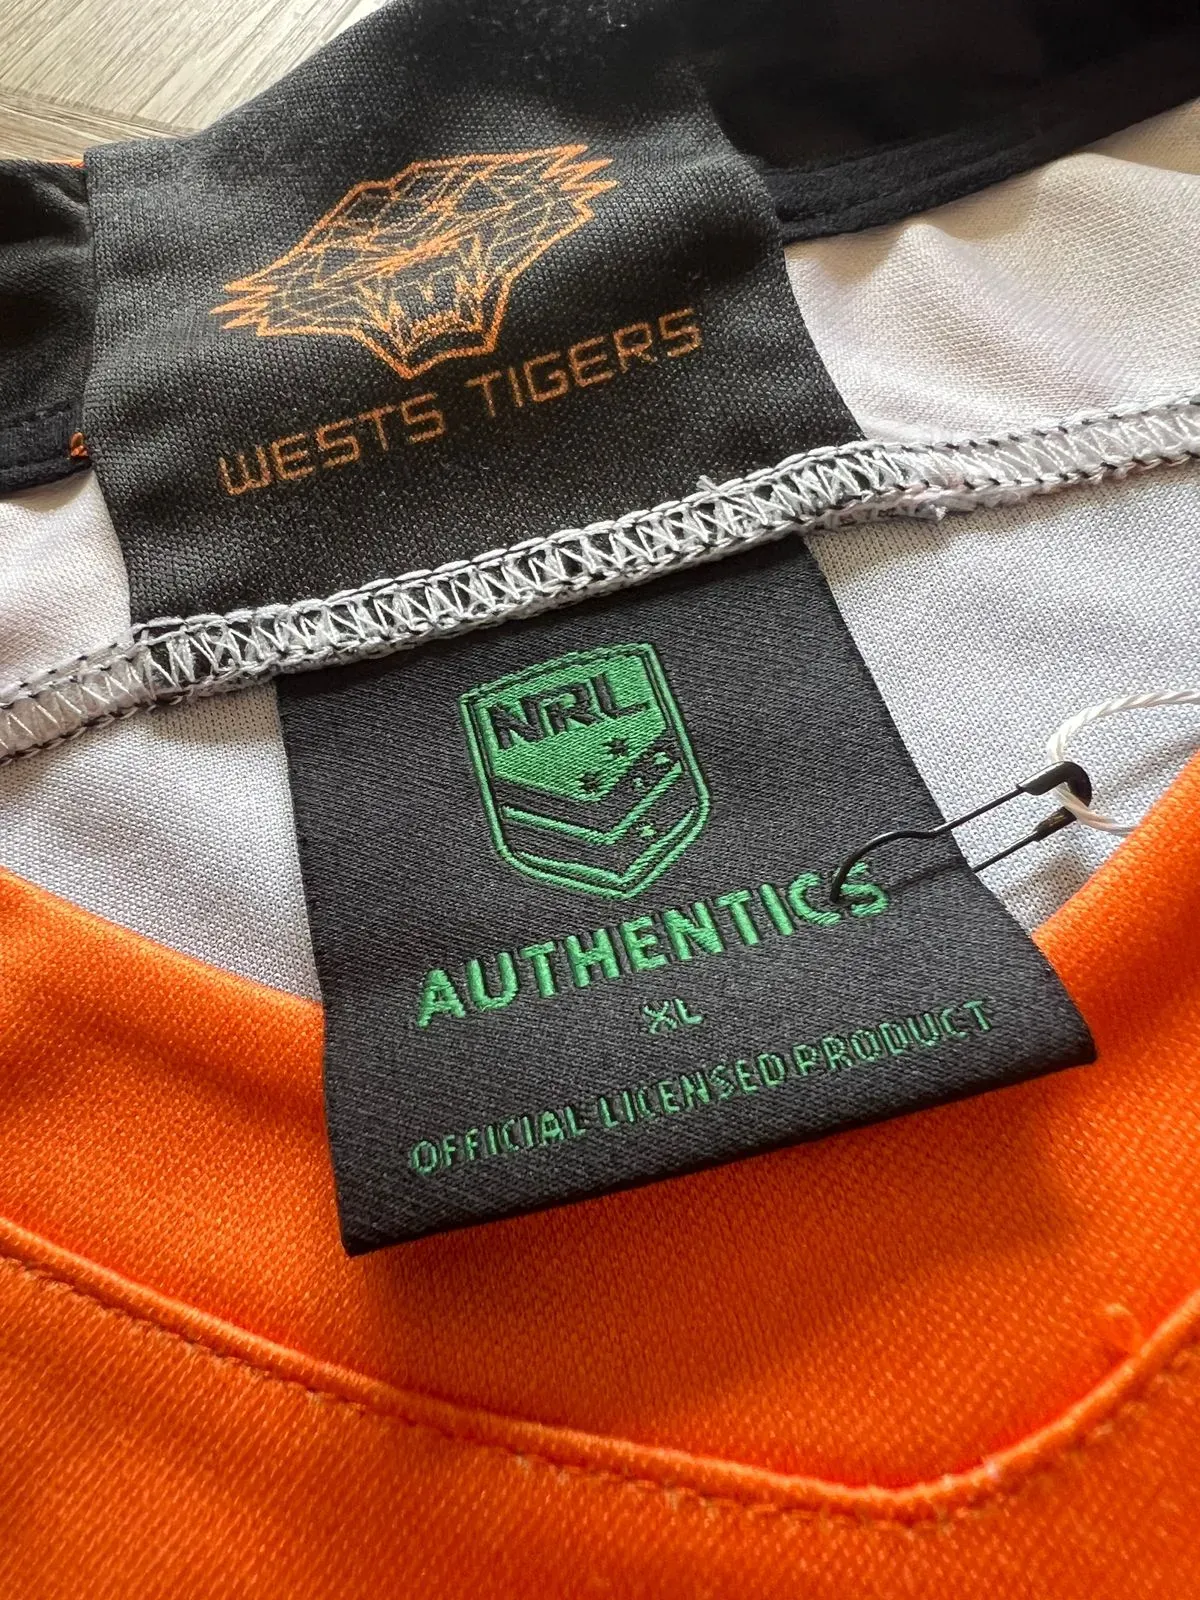 WESTS TIGERS
NRL
AUTHENTICS
XL
OFFICIAL LICENSED PRODUCT